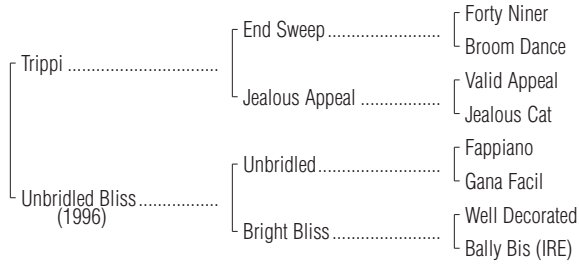 Forty Niner
End Sweep
Broom Dance
Trippi
Valid Appeal
Jealous Appeal
Jealous Cat
Fappiano
Unbridled
Gana Facil
Unbridled Bliss
(1996)
Well Decorated
Bright Bliss
Bally Bis (IRE)